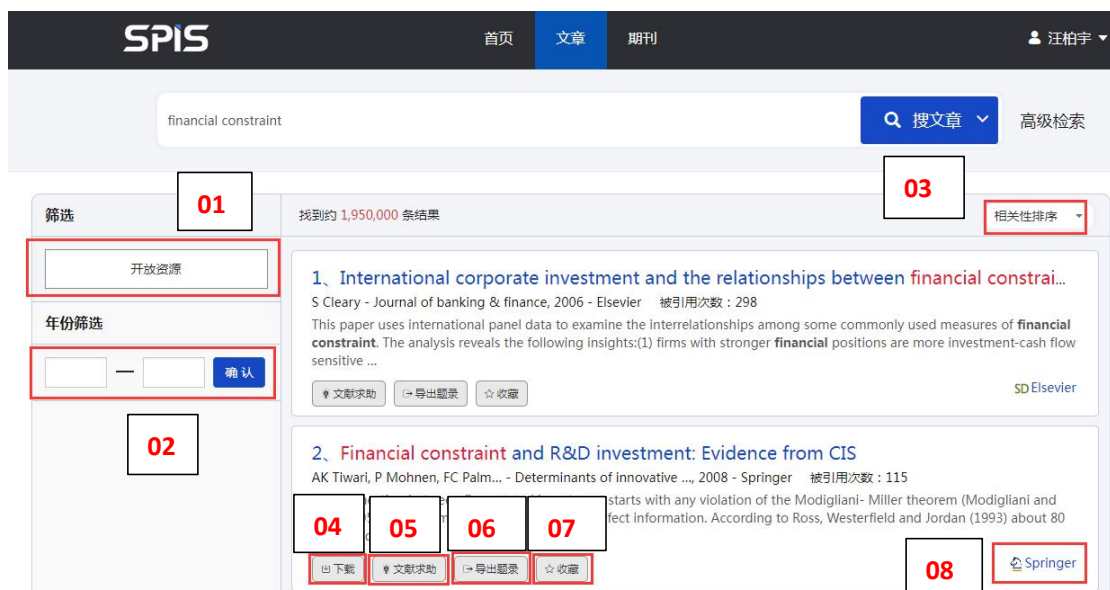 SPIS 首页 文章 期刊 汪柏宇
financial constraint 搜文章 高级检索
01 03
筛选 找到约 1,950,000 条结果 相关性排序
开放资源
1、International corporate investment and the relationships between financial constrai...
S Cleary - Journal of banking & finance, 2006 - Elsevier 被引用次数：298
年份筛选
This paper uses international panel data to examine the interrelationships among some commonly used measures of financial
constraint. The analysis reveals the following insights:(1) firms with stronger financial positions are more investment-cash flow
sensitive ...
— 确认
文献求助 导出题录 收藏 SD Elsevier
02
2、Financial constraint and R&D investment: Evidence from CIS
AK Tiwari, P Mohnen, FC Palm... - Determinants of innovative ..., 2008 - Springer 被引用次数：115
starts with any violation of the Modigliani- Miller theorem (Modigliani and
fect information. According to Ross, Westerfield and Jordan (1993) about 80
04 05 06 07
下载 文献求助 导出题录 收藏 Springer
08